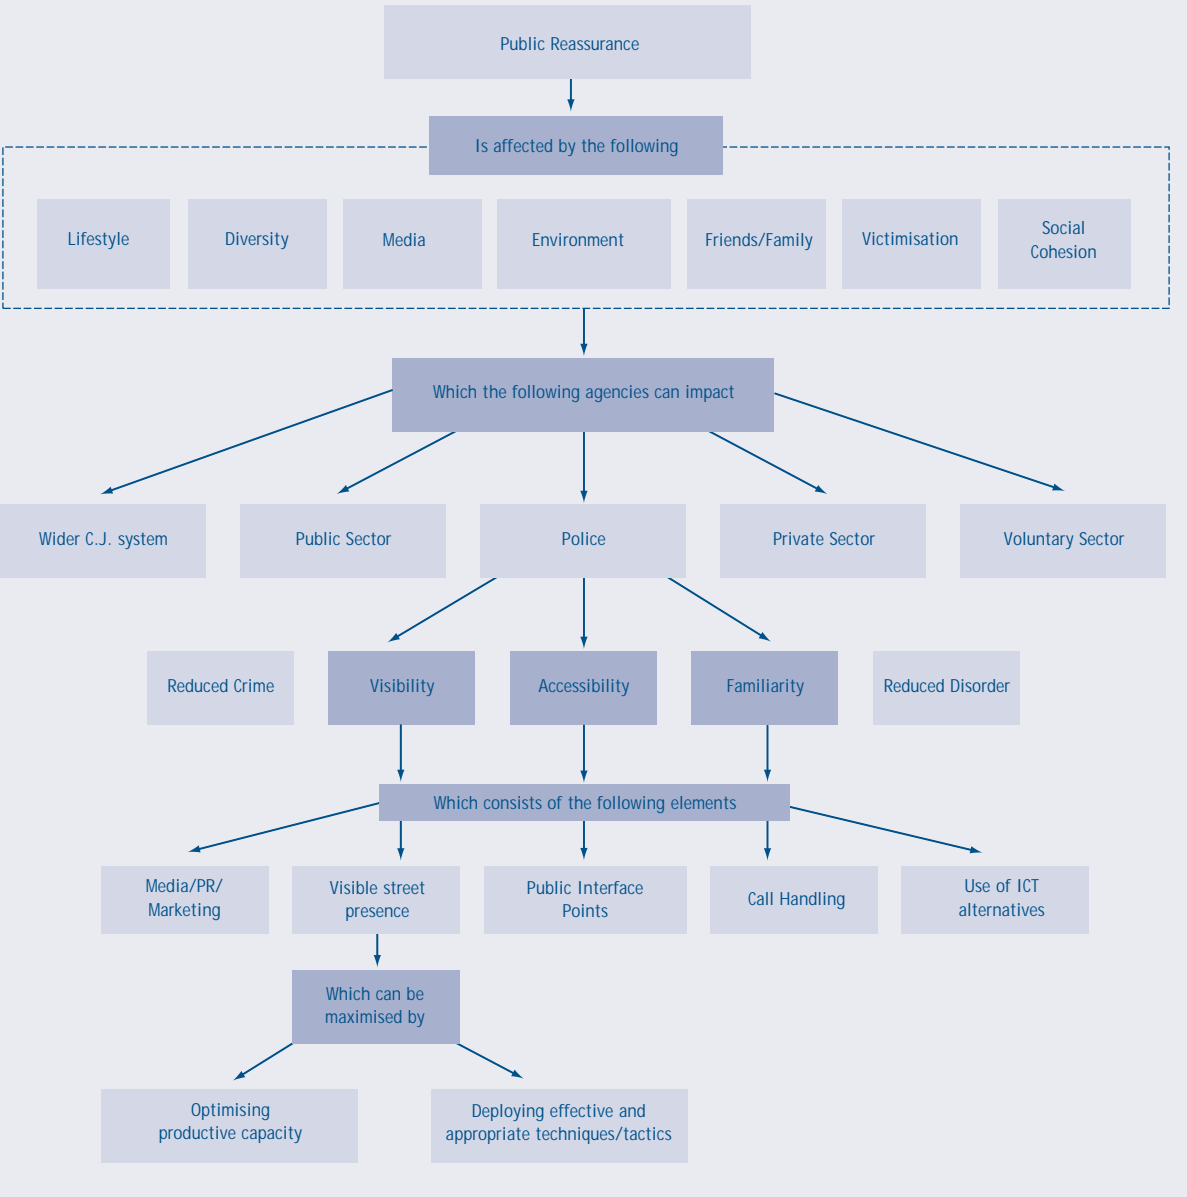 Public Reassurance
Is affected by the following
Lifestyle
Diversity
Media
Environment
Friends/Family
Victimisation
Social
Cohesion
Which the following agencies can impact
Wider C.J. system
Public Sector
Police
Private Sector
Voluntary Sector
Reduced Crime
Visibility
Accessibility
Familiarity
Reduced Disorder
Which consists of the following elements
Media/PR/
Marketing
Visible street
presence
Public Interface
Points
Call Handling
Use of ICT
alternatives
Which can be
maximised by
Optimising
productive capacity
Deploying effective and
appropriate techniques/tactics